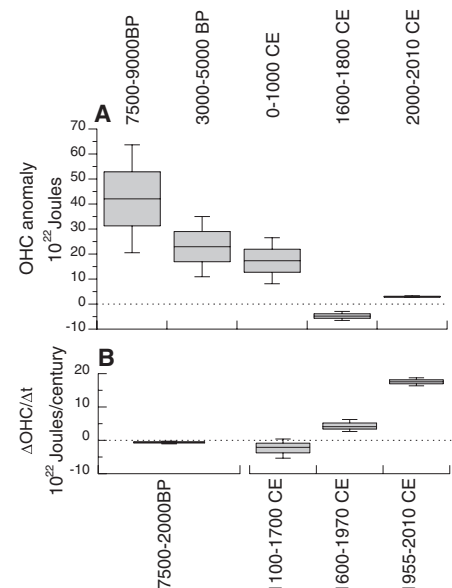 7500-9000BP
3000-5000 BP
0-1000 CE
1600-1800 CE
2000-2010 CE
A
70
60
50
40
30
20
10
0
-10
OHC anomaly
10²² Joules
B
20
10
0
-10
ΔOHC/Δt
10²² Joules/century
7500-2000BP
1100-1700 CE
1600-1970 CE
1955-2010 CE